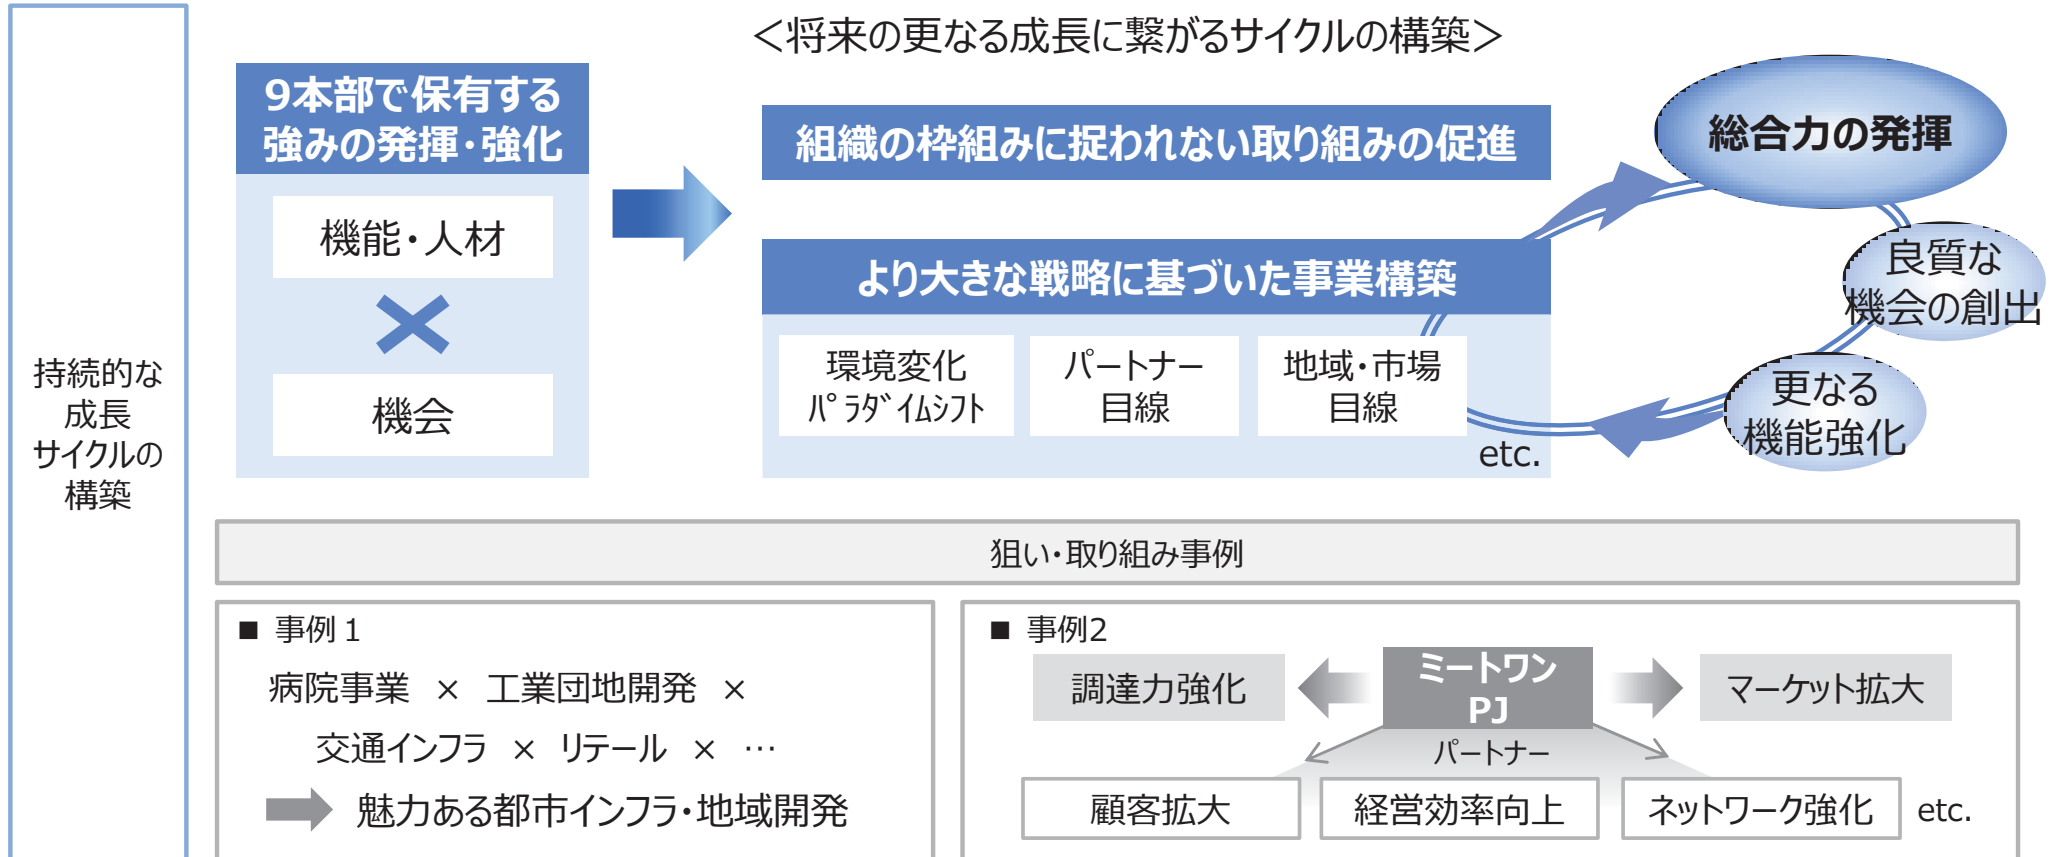 持続的な
成長
サイクルの
構築
＜将来の更なる成長に繋がるサイクルの構築＞
9本部で保有する
強みの発揮・強化
機能・人材
×
機会
組織の枠組みに捉われない取り組みの促進
より大きな戦略に基づいた事業構築
環境変化
ﾊﾟﾗﾀﾞｲﾑｼﾌﾄ
パートナー
目線
地域・市場
目線
etc.
総合力の発揮
良質な
機会の創出
更なる
機能強化
狙い・取り組み事例
■ 事例１
病院事業 × 工業団地開発 ×
交通インフラ × リテール × …
魅力ある都市インフラ・地域開発
■ 事例2
調達力強化
ミートワン
PJ
マーケット拡大
パートナー
顧客拡大
経営効率向上
ネットワーク強化
etc.